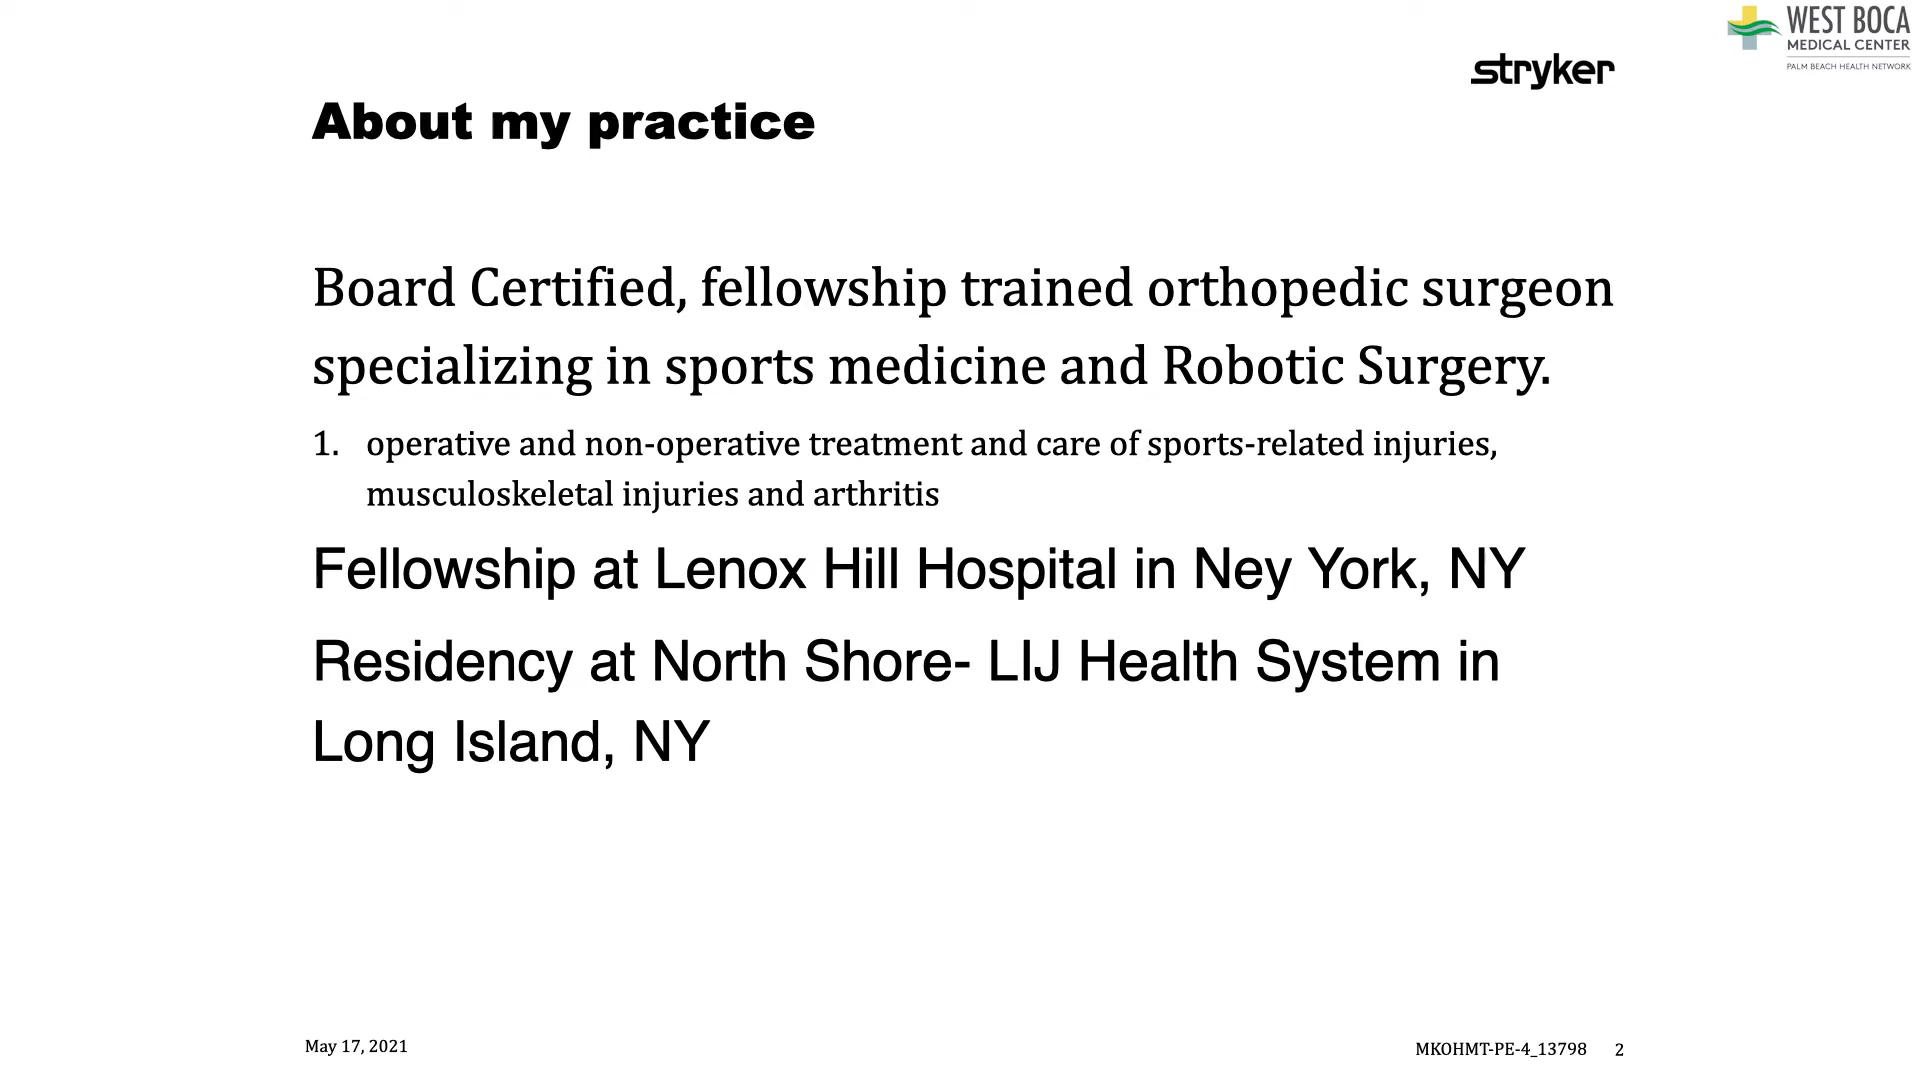 WEST BOCA
MEDICAL CENTER
PALM BEACH HEALTH NETWORK
stryker
About my practice
Board Certified, fellowship trained orthopedic surgeon
specializing in sports medicine and Robotic Surgery.
1. operative and non-operative treatment and care of sports-related injuries,
musculoskeletal injuries and arthritis
Fellowship at Lenox Hill Hospital in Ney York, NY
Residency at North Shore- LIJ Health System in
Long Island, NY
May 17, 2021
MKOHMT-PE-4_13798 2